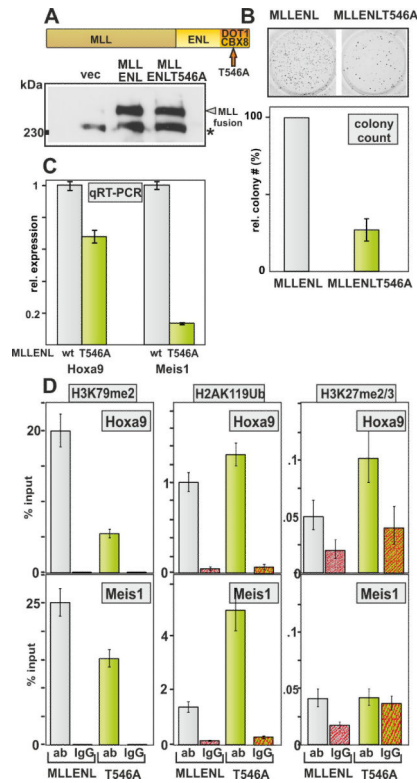 A
MLL ENL DOT1
CBX8
T546A
vec MLL ENL MLL ENLT546A
kDa
MLL
fusion
230 *
B
MLLENL MLLENLT546A
colony
count
rel. colony # (%)
100
0
MLLENL
MLLENLT546A
C
qRT-PCR
rel. expression
1 1
0.2
MLLENL wt T546A wt T546A
Hoxa9 Meis1
D
H3K79me2 H2AK119Ub H3K27me2/3
Hoxa9 Hoxa9 Hoxa9
% input
20 1 .1
.05
0 0 0
Meis1 Meis1 Meis1
% input
25 4 .1
2 .05
0 0 0
ab IgG ab IgG ab IgG ab IgG ab IgG ab IgG
MLLENL T546A MLLENL T546A MLLENL T546A